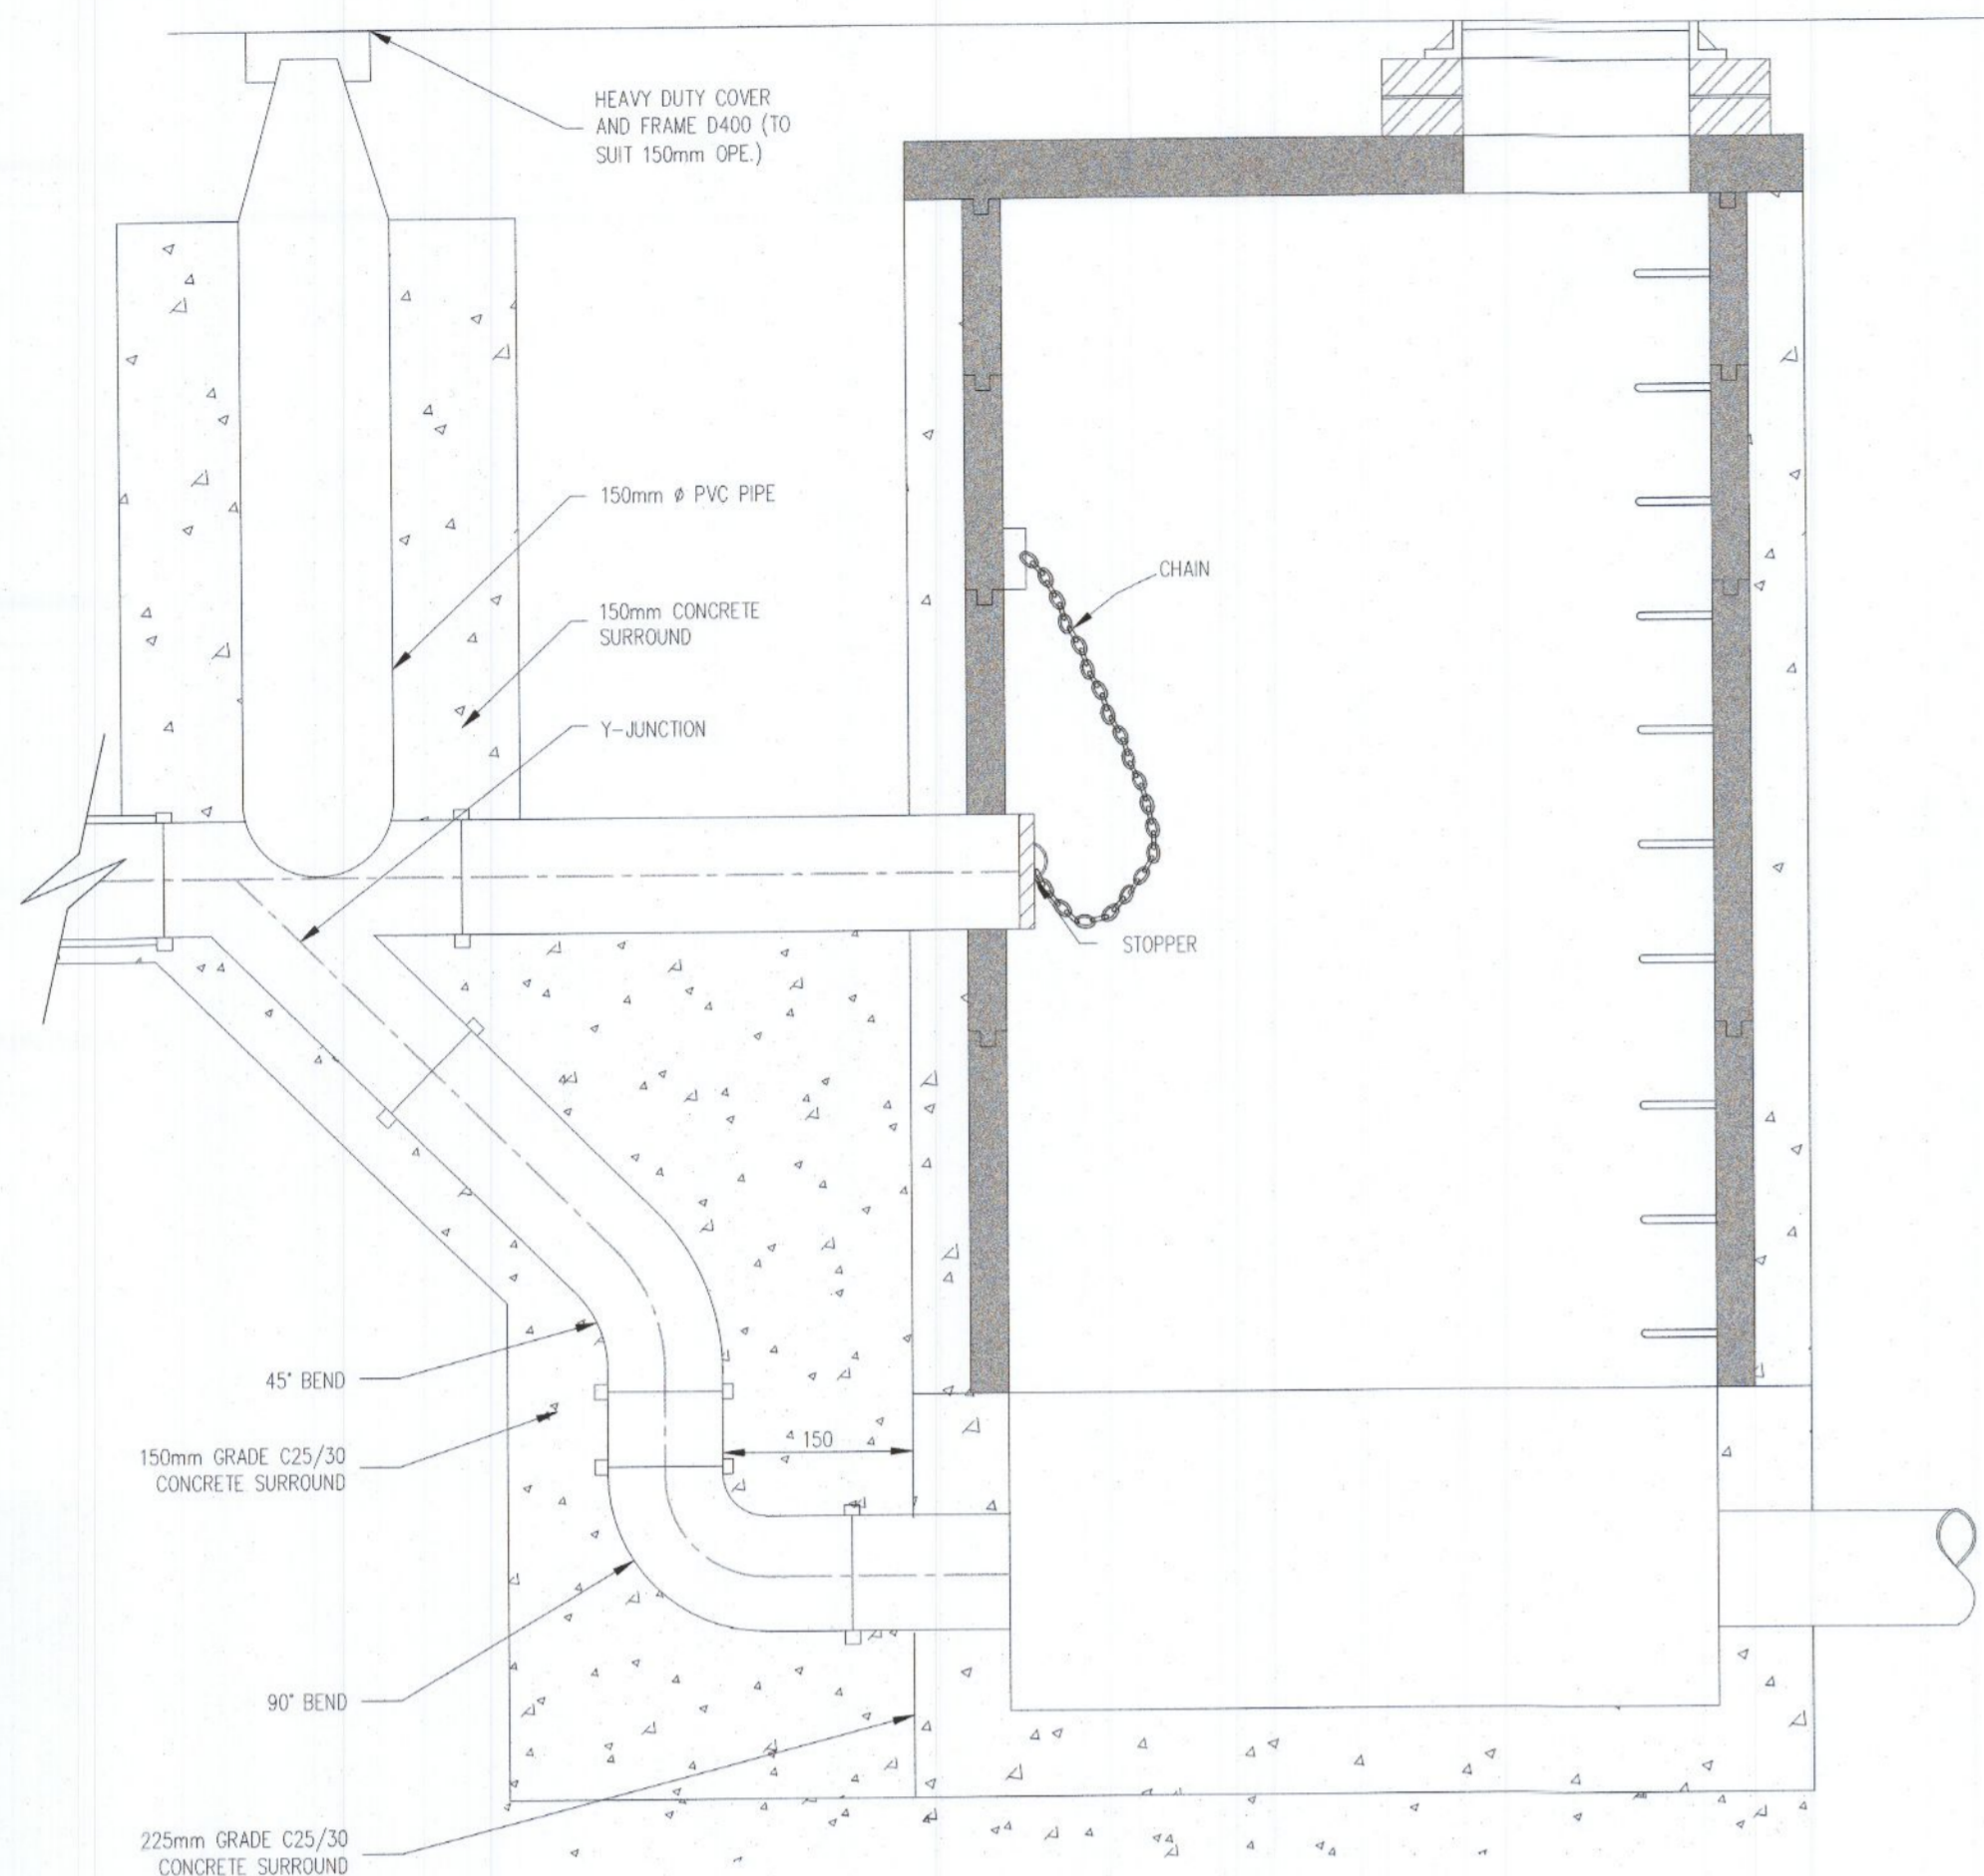 HEAVY DUTY COVER
AND FRAME D400 (TO
SUIT 150mm OPE.)
150mm ϕ PVC PIPE
CHAIN
150mm CONCRETE
SURROUND
Y-JUNCTION
STOPPER
45° BEND
150
150mm GRADE C25/30
CONCRETE SURROUND
90° BEND
225mm GRADE C25/30
CONCRETE SURROUND